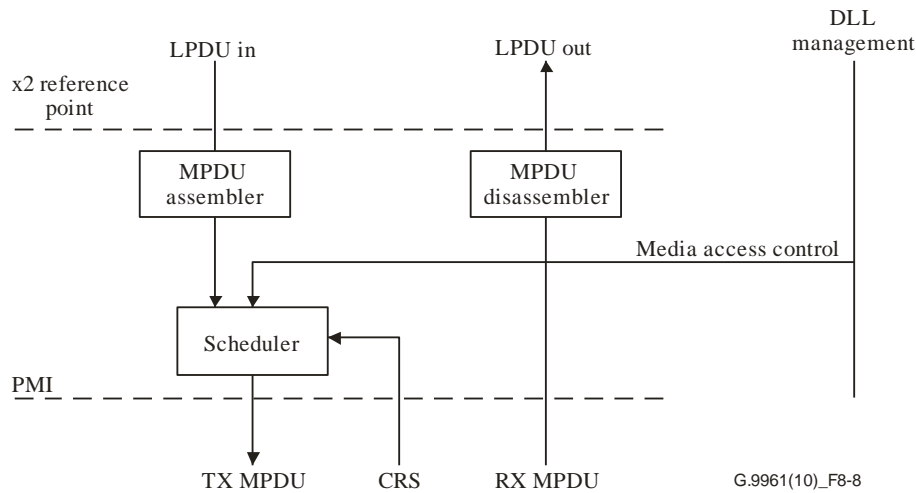 DLL
management
LPDU in
LPDU out
x2 reference
point
MPDU
assembler
MPDU
disassembler
Media access control
Scheduler
PMI
TX MPDU
CRS
RX MPDU
G.9961(10)_F8-8